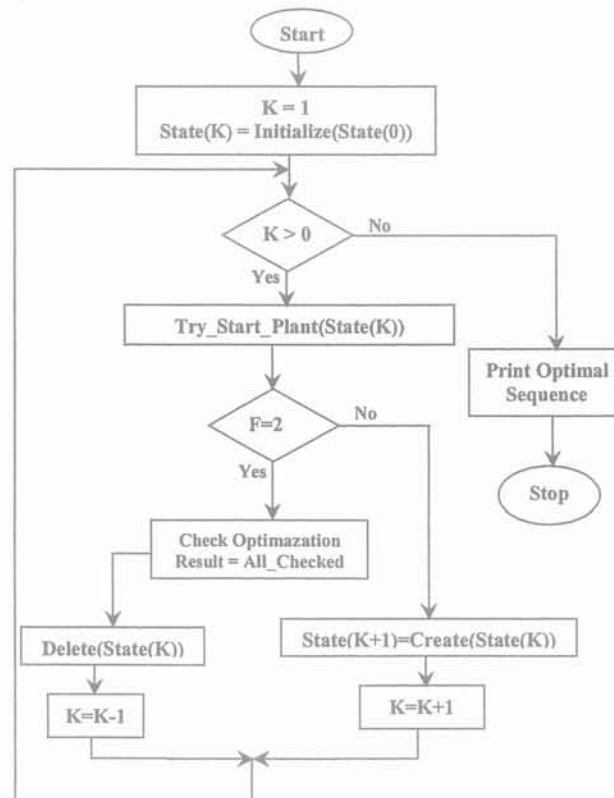 Start
K = 1
State(K) = Initialize(State(0))
K > 0
No
Yes
Try_Start_Plant(State(K))
Print Optimal
Sequence
F=2
No
Yes
Stop
Check Optimazation
Result = All_Checked
Delete(State(K))
State(K+1)=Create(State(K))
K=K-1
K=K+1